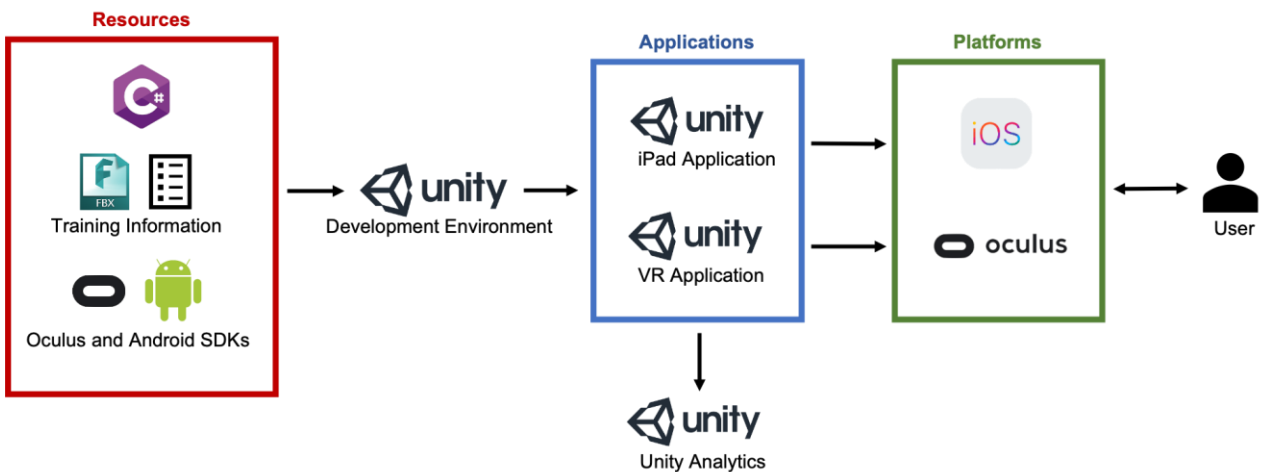 Resources
C#
F
FBX
Training Information
Oculus and Android SDKs
unity
Development Environment
Applications
unity
iPad Application
unity
VR Application
unity
Unity Analytics
Platforms
iOS
oculus
User